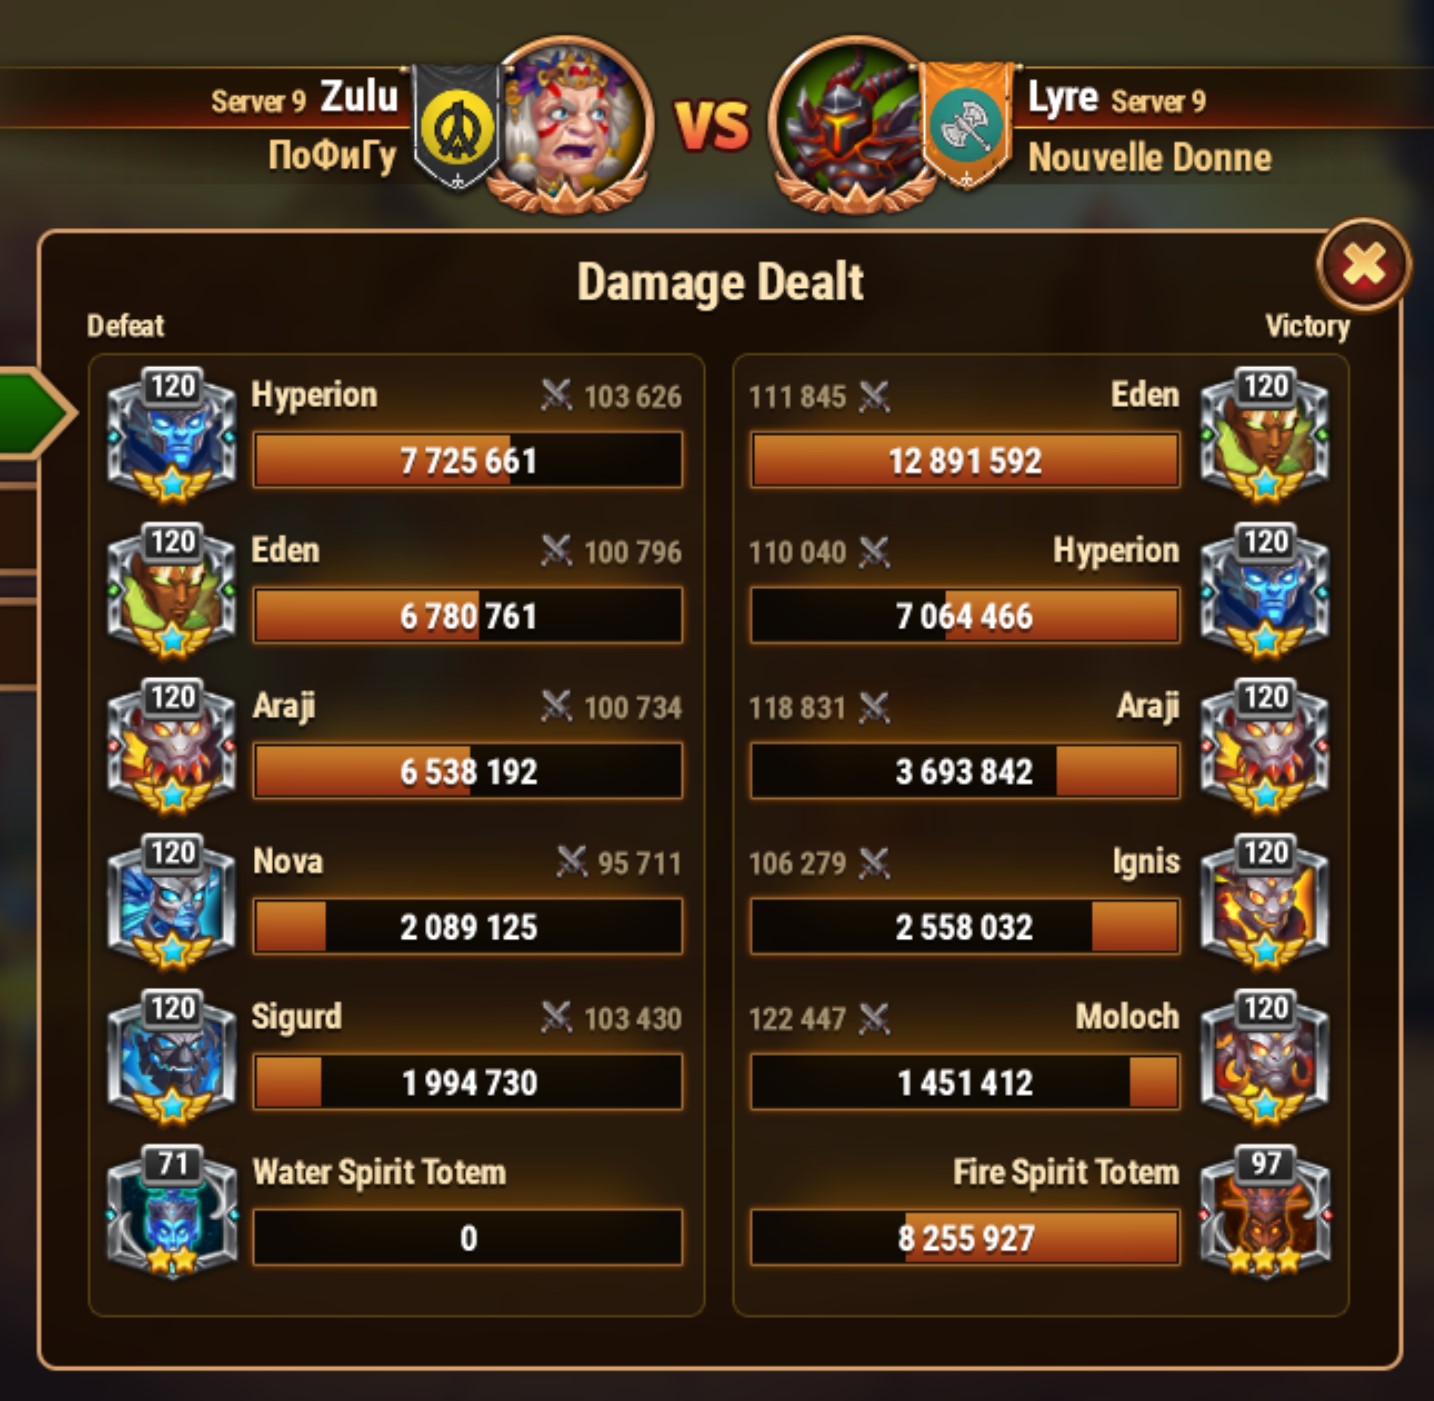 Server 9 Zulu
ПоФиГу
VS
Lyre Server 9
Nouvelle Donne
Damage Dealt
Defeat
Victory
120 Hyperion 103 626
7 725 661
120 Eden 100 796
6 780 761
120 Araji 100 734
6 538 192
120 Nova 95 711
2 089 125
120 Sigurd 103 430
1 994 730
71 Water Spirit Totem
0
111 845 Eden 120
12 891 592
110 040 Hyperion 120
7 064 466
118 831 Araji 120
3 693 842
106 279 Ignis 120
2 558 032
122 447 Moloch 120
1 451 412
Fire Spirit Totem 97
8 255 927